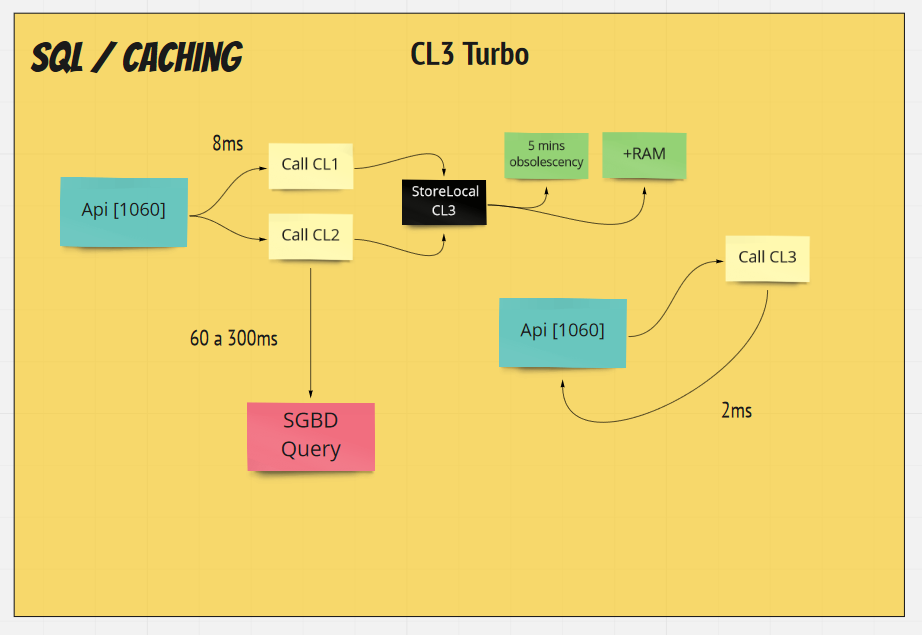 SQL / CACHING
CL3 Turbo
8ms
Call CL1
5 mins
obsolescency
+RAM
Api [1060]
StoreLocal
CL3
Call CL2
Call CL3
60 a 300ms
Api [1060]
2ms
SGBD
Query